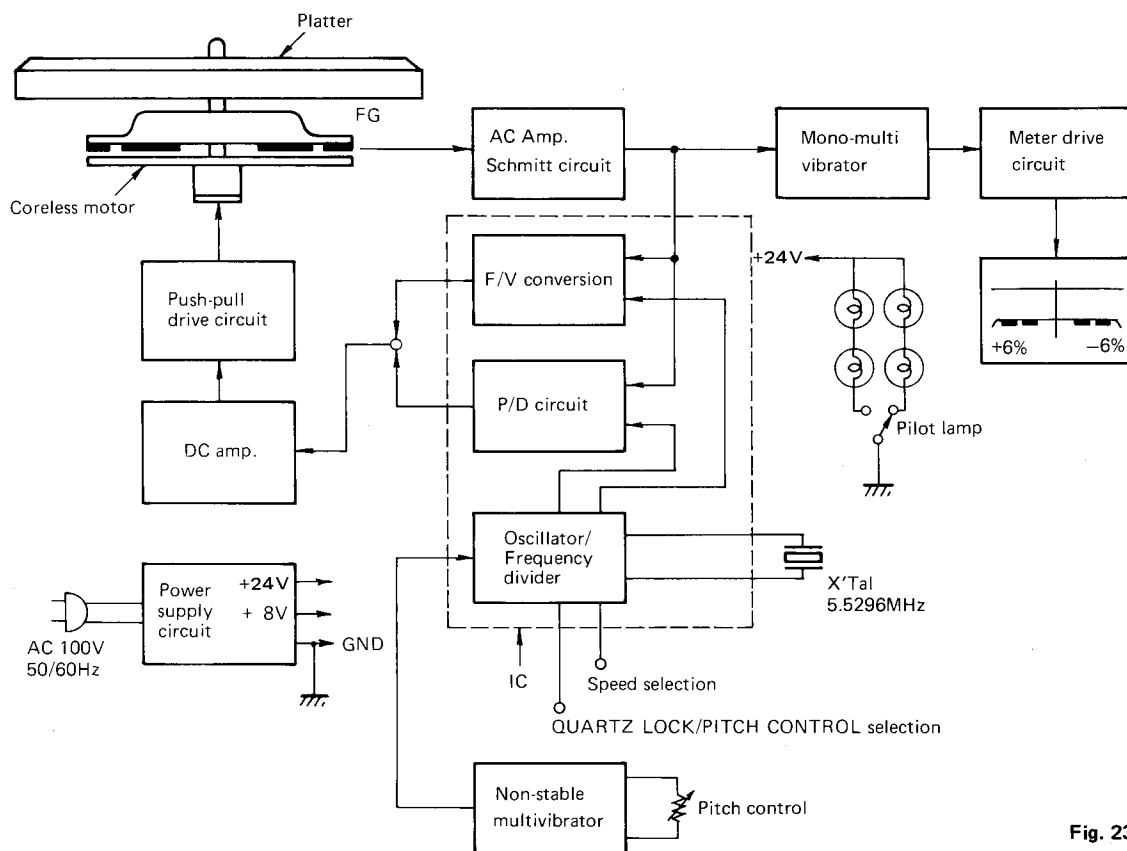 Platter
FG
Coreless motor
AC Amp.
Schmitt circuit
Mono-multi
vibrator
Meter drive
circuit
Push-pull
drive circuit
F/V conversion
+24V
+6%
−6%
DC amp.
P/D circuit
Pilot lamp
Oscillator/
Frequency
divider
X'Tal
5.5296MHz
Power
supply
circuit
+24V
+ 8V
GND
AC 100V
50/60Hz
IC
Speed selection
QUARTZ LOCK/PITCH CONTROL selection
Non-stable
multivibrator
Pitch control